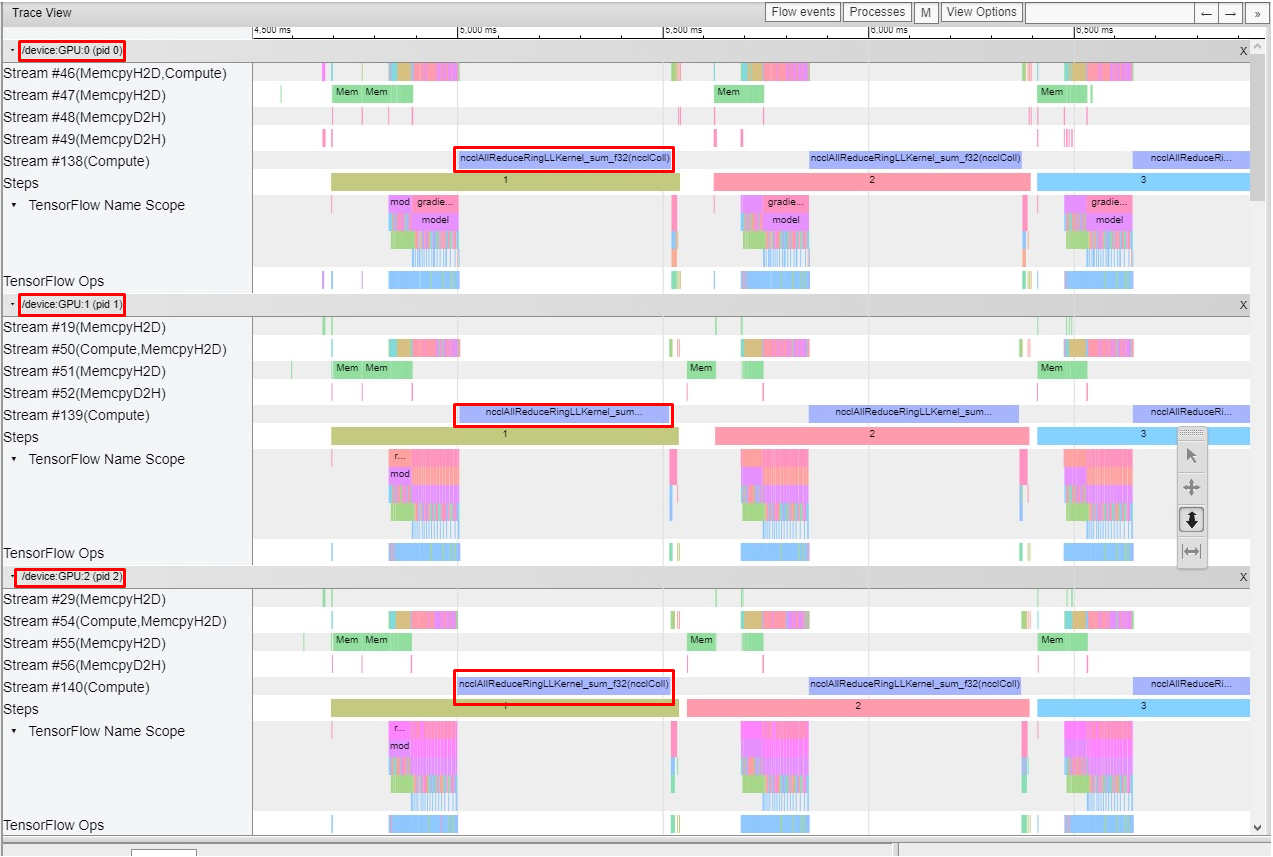 Trace View
Flow events Processes M View Options ← → »
4,500 ms 5,000 ms 5,500 ms 6,000 ms 6,500 ms
/device:GPU:0 (pid 0) X
Stream #46(MemcpyH2D,Compute)
Stream #47(MemcpyH2D) Mem Mem Mem Mem
Stream #48(MemcpyD2H)
Stream #49(MemcpyD2H)
Stream #138(Compute) ncclAllReduceRingLLKernel_sum_f32(ncclColl) ncclAllReduceRingLLKernel_sum_f32(ncclColl) ncclAllReduceRin...
Steps 1 2 3
TensorFlow Name Scope mod gradie... gradie... gradie...
model model model
TensorFlow Ops
/device:GPU:1 (pid 1) X
Stream #19(MemcpyH2D)
Stream #50(Compute,MemcpyH2D)
Stream #51(MemcpyH2D) Mem Mem Mem Mem
Stream #52(MemcpyD2H)
Stream #139(Compute) ncclAllReduceRingLLKernel_sum... ncclAllReduceRingLLKernel_sum... ncclAllReduceRi...
Steps 1 2 3
TensorFlow Name Scope r...
mod
TensorFlow Ops
/device:GPU:2 (pid 2) X
Stream #29(MemcpyH2D)
Stream #54(Compute,MemcpyH2D)
Stream #55(MemcpyH2D) Mem Mem Mem Mem
Stream #56(MemcpyD2H)
Stream #140(Compute) ncclAllReduceRingLLKernel_sum_f32(ncclColl) ncclAllReduceRingLLKernel_sum_f32(ncclColl) ncclAllReduceRi...
Steps 1 2 3
TensorFlow Name Scope r...
mod
TensorFlow Ops